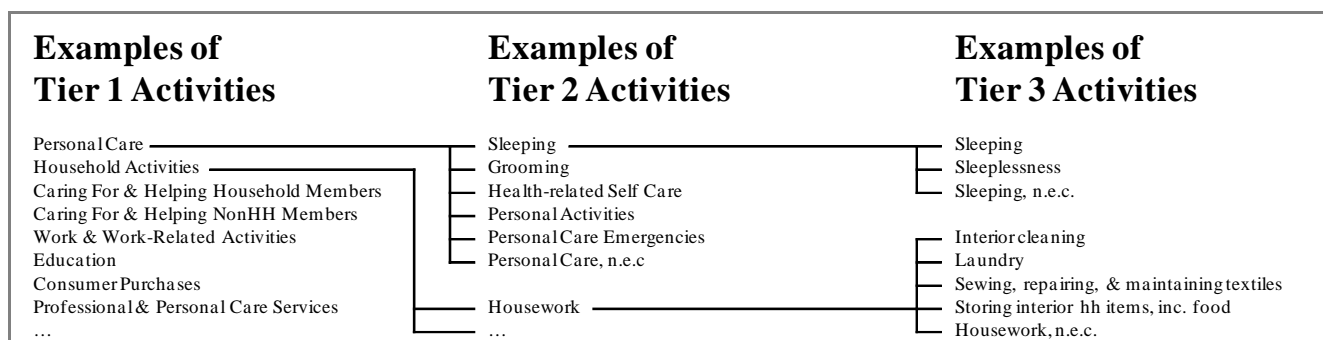 Examples of
Tier 1 Activities
Personal Care
Household Activities
Caring For & Helping Household Members
Caring For & Helping NonHH Members
Work & Work-Related Activities
Education
Consumer Purchases
Professional & Personal Care Services
…
Examples of
Tier 2 Activities
Sleeping
Grooming
Health-related Self Care
Personal Activities
Personal Care Emergencies
Personal Care, n.e.c
Housework
…
Examples of
Tier 3 Activities
Sleeping
Sleeplessness
Sleeping, n.e.c.
Interior cleaning
Laundry
Sewing, repairing, & maintaining textiles
Storing interior hh items, inc. food
Housework, n.e.c.